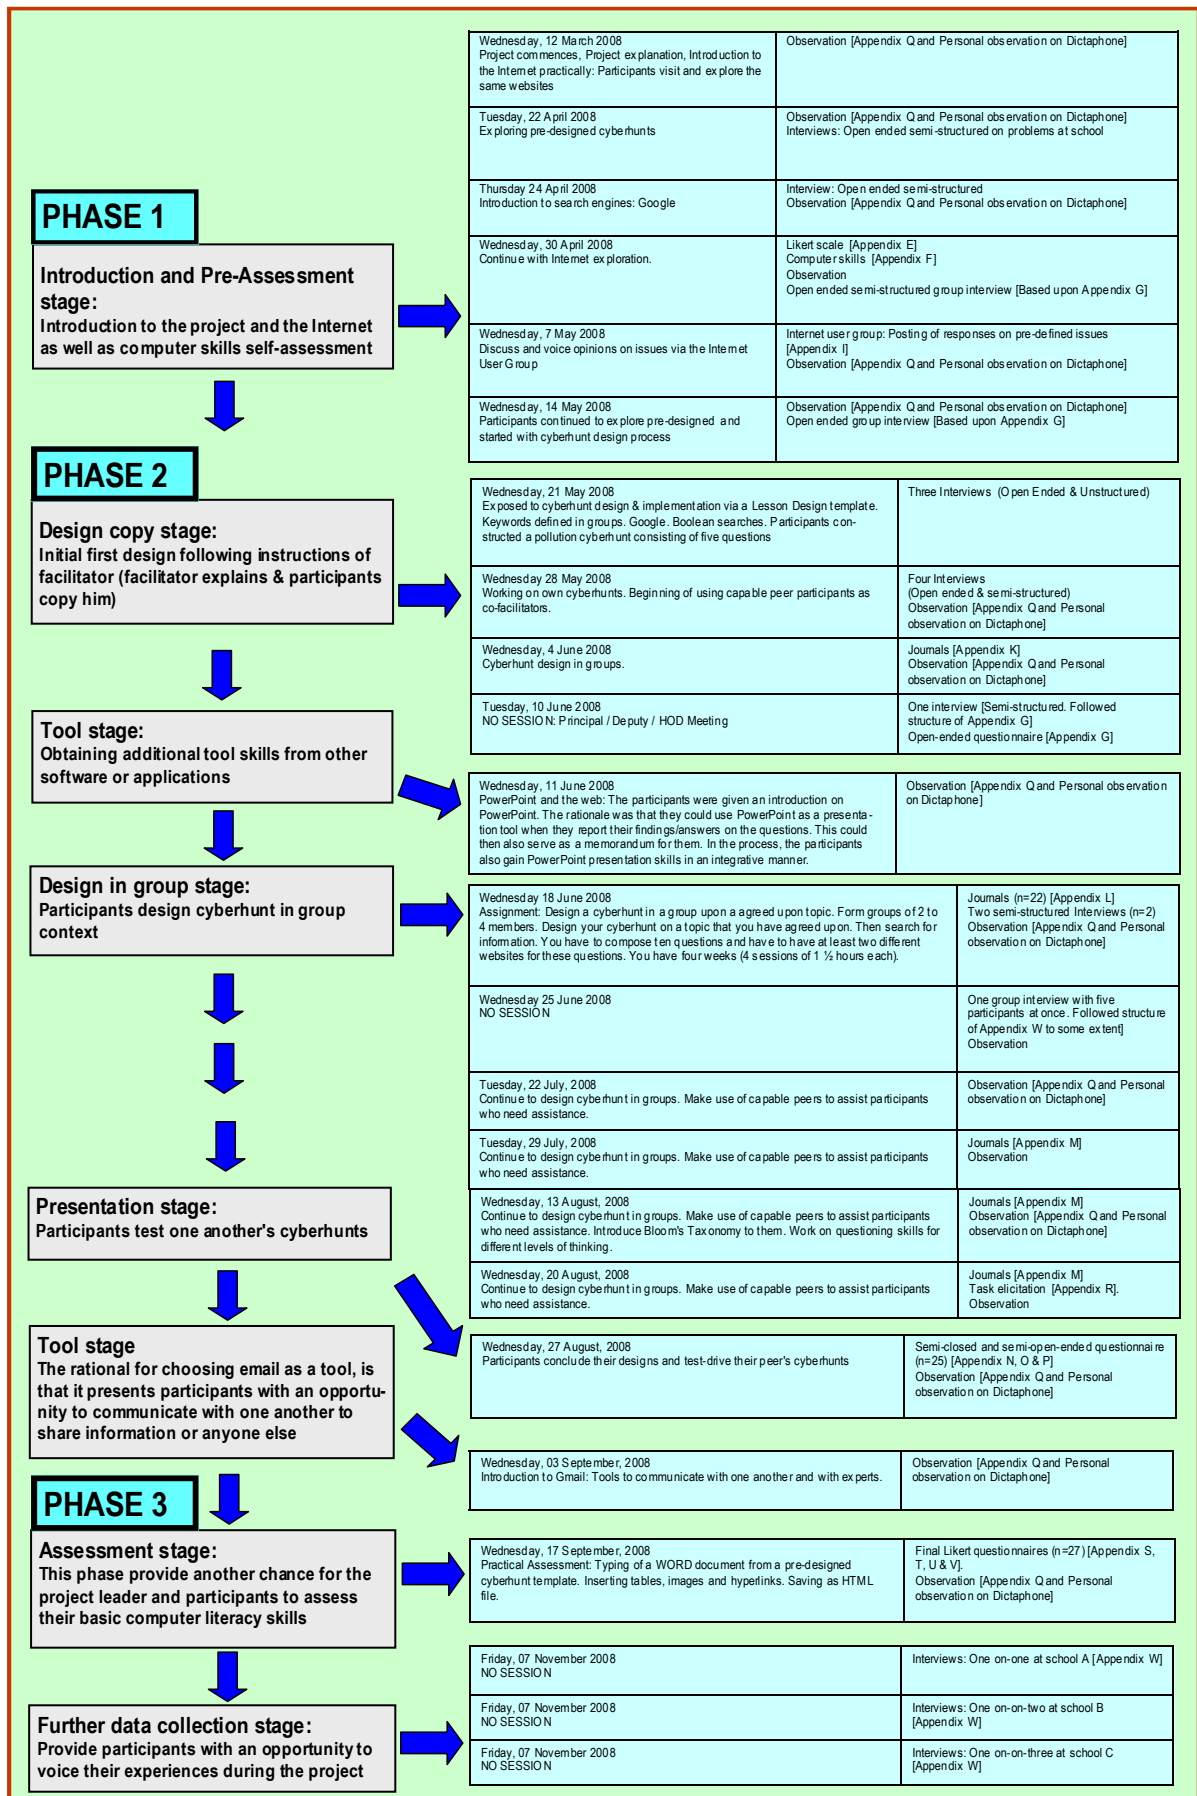 PHASE 1
Introduction and Pre-Assessment
stage:
Introduction to the project and the Internet
as well as computer skills self-assessment
Wednesday, 12 March 2008
Project commences, Project explanation, Introduction to
the Internet practically: Participants visit and explore the
same websites
Observation [Appendix Q and Personal observation on Dictaphone]
Tuesday, 22 April 2008
Exploring pre-designed cyberhunts
Observation [Appendix Q and Personal observation on Dictaphone]
Interviews: Open ended semi-structured on problems at school
Thursday 24 April 2008
Introduction to search engines: Google
Interview: Open ended semi-structured
Observation [Appendix Q and Personal observation on Dictaphone]
Wednesday, 30 April 2008
Continue with Internet exploration.
Likert scale [Appendix E]
Computer skills [Appendix F]
Observation
Open ended semi-structured group interview [Based upon Appendix G]
Wednesday, 7 May 2008
Discuss and voice opinions on issues via the Internet
User Group
Internet user group: Posting of responses on pre-defined issues
[Appendix I]
Observation [Appendix Q and Personal observation on Dictaphone]
Wednesday, 14 May 2008
Participants continued to explore pre-designed and
started with cyberhunt design process
Observation [Appendix Q and Personal observation on Dictaphone]
Open ended group interview [Based upon Appendix G]
PHASE 2
Design copy stage:
Initial first design following instructions of
facilitator (facilitator explains & participants
copy him)
Wednesday, 21 May 2008
Exposed to cyberhunt design & implementation via a Lesson Design template.
Keywords defined in groups. Google. Boolean searches. Participants con-
structed a pollution cyberhunt consisting of five questions
Three Interviews (Open Ended & Unstructured)
Wednesday 28 May 2008
Working on own cyberhunts. Beginning of using capable peer participants as
co-facilitators.
Four Interviews
(Open ended & semi-structured)
Observation [Appendix Q and Personal
observation on Dictaphone]
Wednesday, 4 June 2008
Cyberhunt design in groups.
Journals [Appendix K]
Observation [Appendix Q and Personal
observation on Dictaphone]
Tuesday, 10 June 2008
NO SESSION: Principal / Deputy / HOD Meeting
One interview [Semi-structured. Followed
structure of Appendix G]
Open-ended questionnaire [Appendix G]
Tool stage:
Obtaining additional tool skills from other
software or applications
Wednesday, 11 June 2008
PowerPoint and the web: The participants were given an introduction on
PowerPoint. The rationale was that they could use PowerPoint as a presenta-
tion tool when they report their findings/answers on the questions. This could
then also serve as a memorandum for them. In the process, the participants
also gain PowerPoint presentation skills in an integrative manner.
Observation [Appendix Q and Personal observation
on Dictaphone]
Design in group stage:
Participants design cyberhunt in group
context
Wednesday 18 June 2008
Assignment: Design a cyberhunt in a group upon a agreed upon topic. Form groups of 2 to
4 members. Design your cyberhunt on a topic that you have agreed upon. Then search for
information. You have to compose ten questions and have to have at least two different
websites for these questions. You have four weeks (4 sessions of 1 ½ hours each).
Journals (n=22) [Appendix L]
Two semi-structured Interviews (n=2)
Observation [Appendix Q and Personal
observation on Dictaphone]
Wednesday 25 June 2008
NO SESSION
One group interview with five
participants at once. Followed structure
of Appendix W to some extent]
Observation
Tuesday, 22 July, 2008
Continue to design cyberhunt in groups. Make use of capable peers to assist participants
who need assistance.
Observation [Appendix Q and Personal
observation on Dictaphone]
Tuesday, 29 July, 2008
Continue to design cyberhunt in groups. Make use of capable peers to assist participants
who need assistance.
Journals [Appendix M]
Observation
Wednesday, 13 August, 2008
Continue to design cyberhunt in groups. Make use of capable peers to assist participants
who need assistance. Introduce Bloom's Taxonomy to them. Work on questioning skills for
different levels of thinking.
Journals [Appendix M]
Observation [Appendix Q and Personal
observation on Dictaphone]
Wednesday, 20 August, 2008
Continue to design cyberhunt in groups. Make use of capable peers to assist participants
who need assistance.
Journals [Appendix M]
Task elicitation [Appendix R].
Observation
Presentation stage:
Participants test one another's cyberhunts
Wednesday, 27 August, 2008
Participants conclude their designs and test-drive their peer's cyberhunts
Semi-closed and semi-open-ended questionnaire
(n=25) [Appendix N, O & P]
Observation [Appendix Q and Personal
observation on Dictaphone]
Tool stage
The rational for choosing email as a tool, is
that it presents participants with an opportu-
nity to communicate with one another to
share information or anyone else
Wednesday, 03 September, 2008
Introduction to Gmail: Tools to communicate with one another and with experts.
Observation [Appendix Q and Personal
observation on Dictaphone]
PHASE 3
Assessment stage:
This phase provide another chance for the
project leader and participants to assess
their basic computer literacy skills
Wednesday, 17 September, 2008
Practical Assessment: Typing of a WORD document from a pre-designed
cyberhunt template. Inserting tables, images and hyperlinks. Saving as HTML
file.
Final Likert questionnaires (n=27) [Appendix S,
T, U & V].
Observation [Appendix Q and Personal
observation on Dictaphone]
Further data collection stage:
Provide participants with an opportunity to
voice their experiences during the project
Friday, 07 November 2008
NO SESSION
Interviews: One on-one at school A [Appendix W]
Friday, 07 November 2008
NO SESSION
Interviews: One on-on-two at school B
[Appendix W]
Friday, 07 November 2008
NO SESSION
Interviews: One on-on-three at school C
[Appendix W]